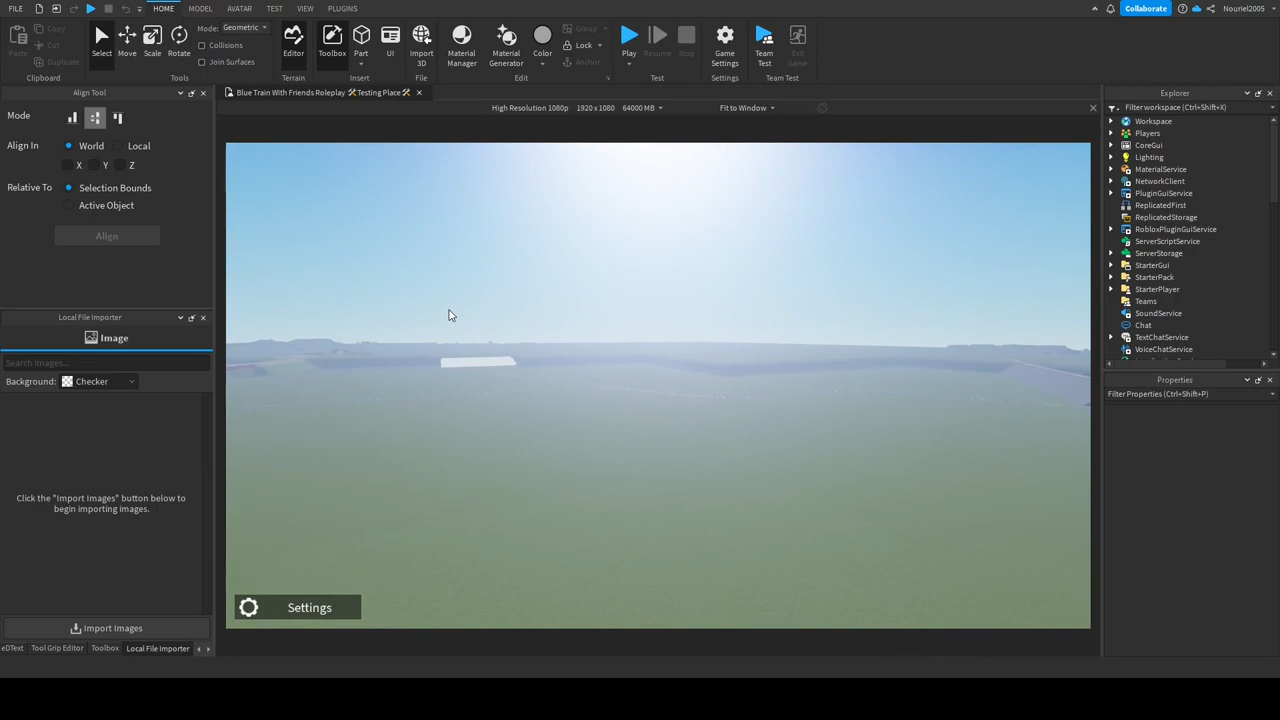 FILE
HOME MODEL AVATAR TEST VIEW PLUGINS
Collaborate
Nouriel2005
Paste
Copy
Cut
Duplicate
Clipboard
Select Move Scale Rotate
Mode: Geometric
Collisions
Join Surfaces
Tools
Editor
Terrain
Toolbox Part UI
Insert
Import 3D
File
Material Manager
Material Generator
Color
Group
Lock
Anchor
Edit
Play Resume Stop
Test
Game Settings
Settings
Team Test
Exit Game
Team Test
Align Tool
Mode
Align In World Local
X Y Z
Relative To Selection Bounds
Active Object
Align
Local File Importer
Image
Search Images...
Background: Checker
Click the "Import Images" button below to begin importing images.
Import Images
eDText Tool Grip Editor Toolbox Local File Importer
Blue Train With Friends Roleplay 🛠Testing Place🛠
High Resolution 1080p 1920 x 1080 64000 MB Fit to Window
Settings
Explorer
Filter workspace (Ctrl+Shift+X)
Workspace
Players
CoreGui
Lighting
MaterialService
NetworkClient
PluginGuiService
ReplicatedFirst
ReplicatedStorage
RobloxPluginGuiService
ServerScriptService
ServerStorage
StarterGui
StarterPack
StarterPlayer
Teams
SoundService
Chat
TextChatService
VoiceChatService
Properties
Filter Properties (Ctrl+Shift+P)